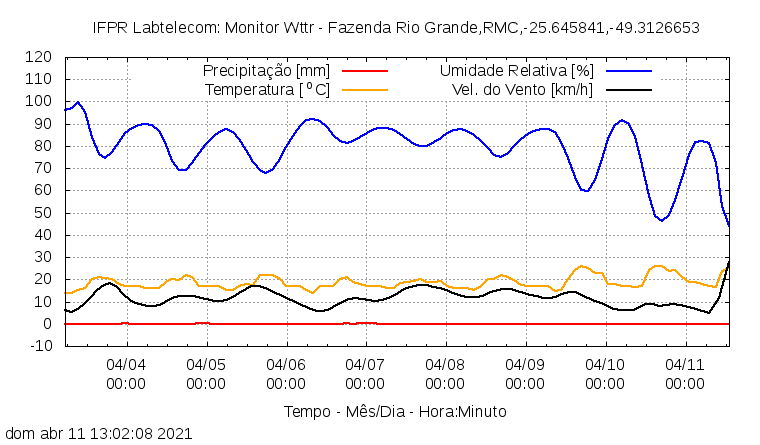 IFPR Labtelecom: Monitor Wttr - Fazenda Rio Grande,RMC,-25.645841,-49.3126653
120
110
100
90
80
70
60
50
40
30
20
10
0
-10
Precipitação [mm]
Temperatura [⁰C]
Umidade Relativa [%]
Vel. do Vento [km/h]
04/04 04/05 04/06 04/07 04/08 04/09 04/10 04/11
00:00 00:00 00:00 00:00 00:00 00:00 00:00 00:00
Tempo - Mês/Dia - Hora:Minuto
dom abr 11 13:02:08 2021